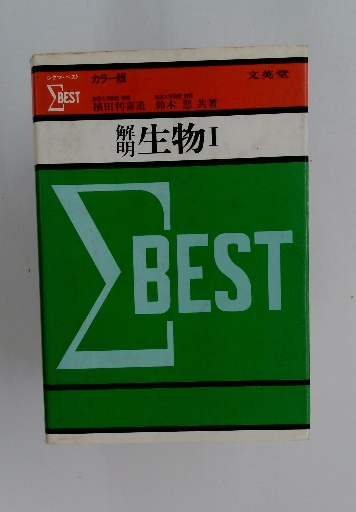 シグマ・ベスト
カラー版
文英堂
ΣBEST
植田利喜造
鈴木恕 共著
解明 生物I
ΣBEST